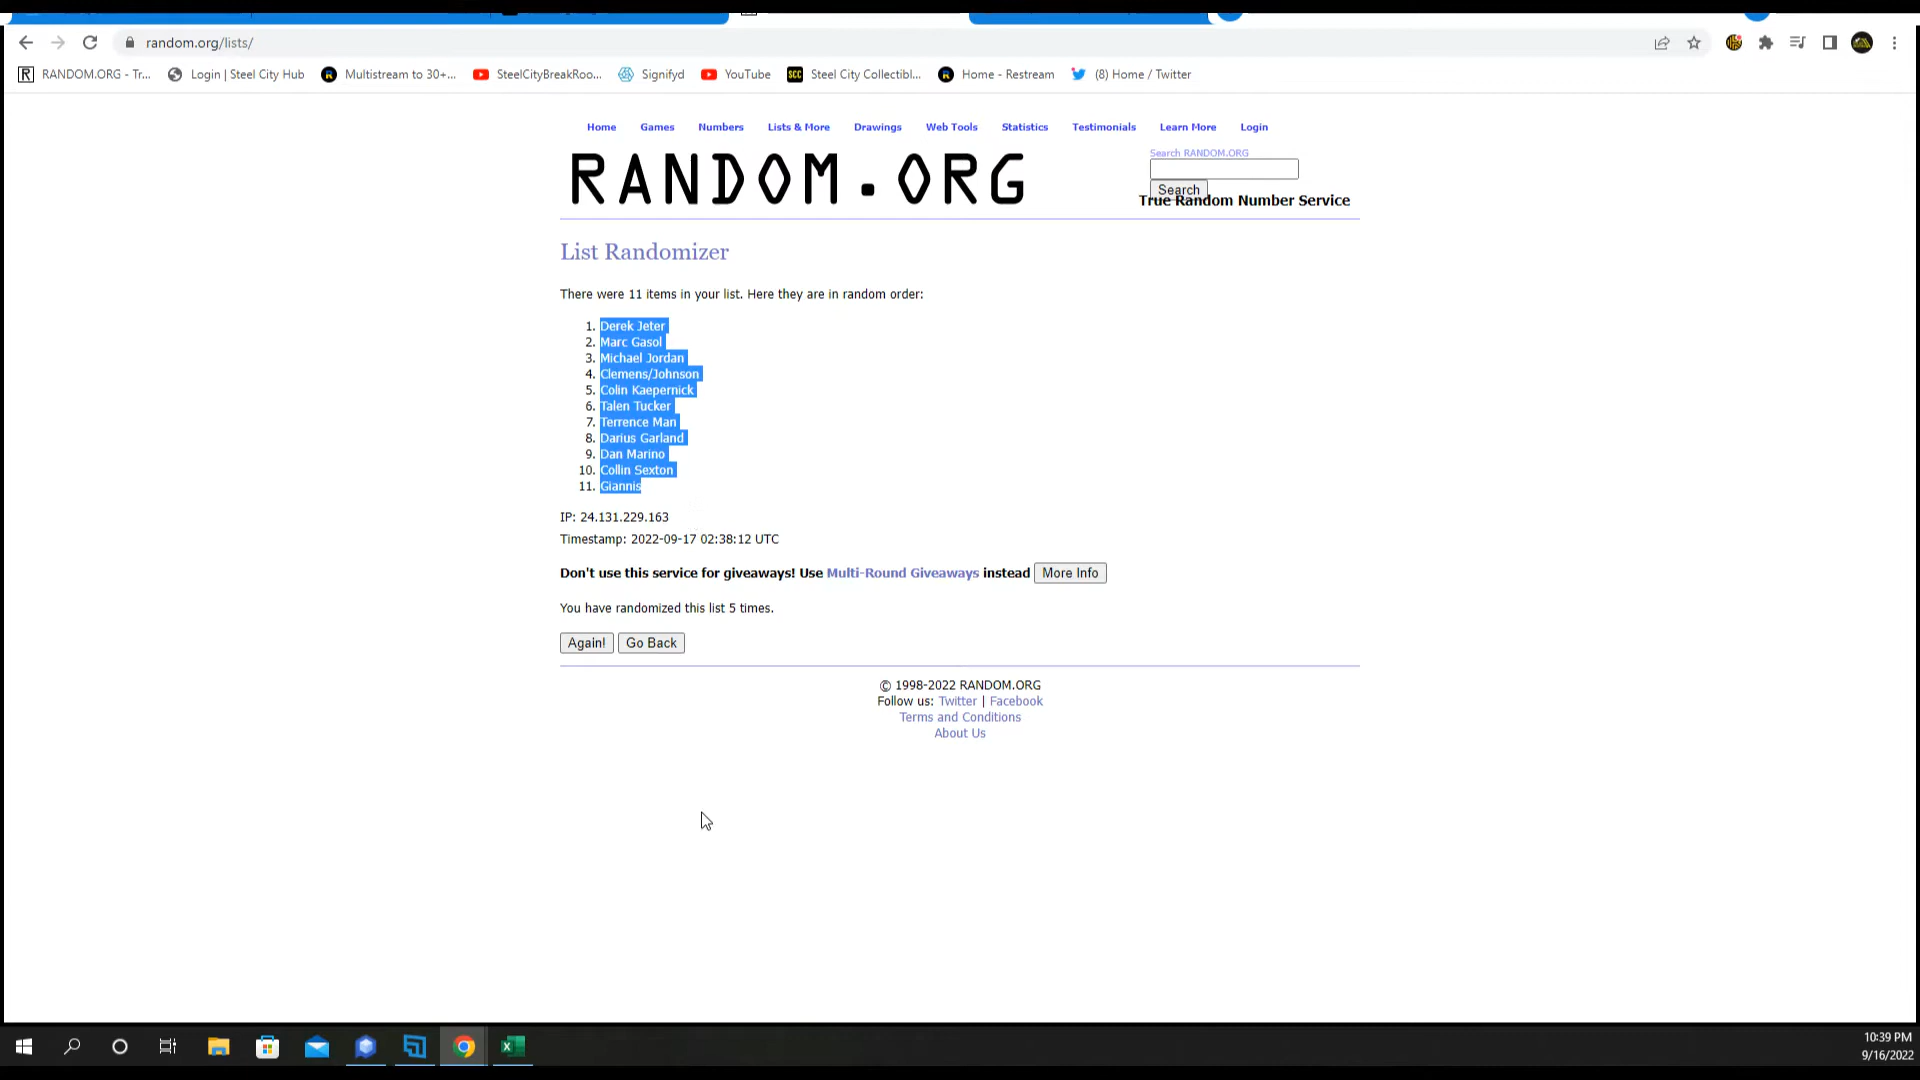 random.org/lists/
RANDOM.ORG - Tr...
Login | Steel City Hub
Multistream to 30+...
SteelCityBreakRoo...
Signifyd
YouTube
SCC
Steel City Collectibl...
Home - Restream
(8) Home / Twitter
Home Games Numbers Lists & More Drawings Web Tools Statistics Testimonials Learn More Login
RANDOM.ORG
Search RANDOM.ORG
Search
True Random Number Service
List Randomizer
There were 11 items in your list. Here they are in random order:
1. Derek Jeter
2. Marc Gasol
3. Michael Jordan
4. Clemens/Johnson
5. Colin Kaepernick
6. Talen Tucker
7. Terrence Man
8. Darius Garland
9. Dan Marino
10. Collin Sexton
11. Giannis
IP: 24.131.229.163
Timestamp: 2022-09-17 02:38:12 UTC
Don't use this service for giveaways! Use Multi-Round Giveaways instead More Info
You have randomized this list 5 times.
Again! Go Back
© 1998-2022 RANDOM.ORG
Follow us: Twitter | Facebook
Terms and Conditions
About Us
10:39 PM
9/16/2022